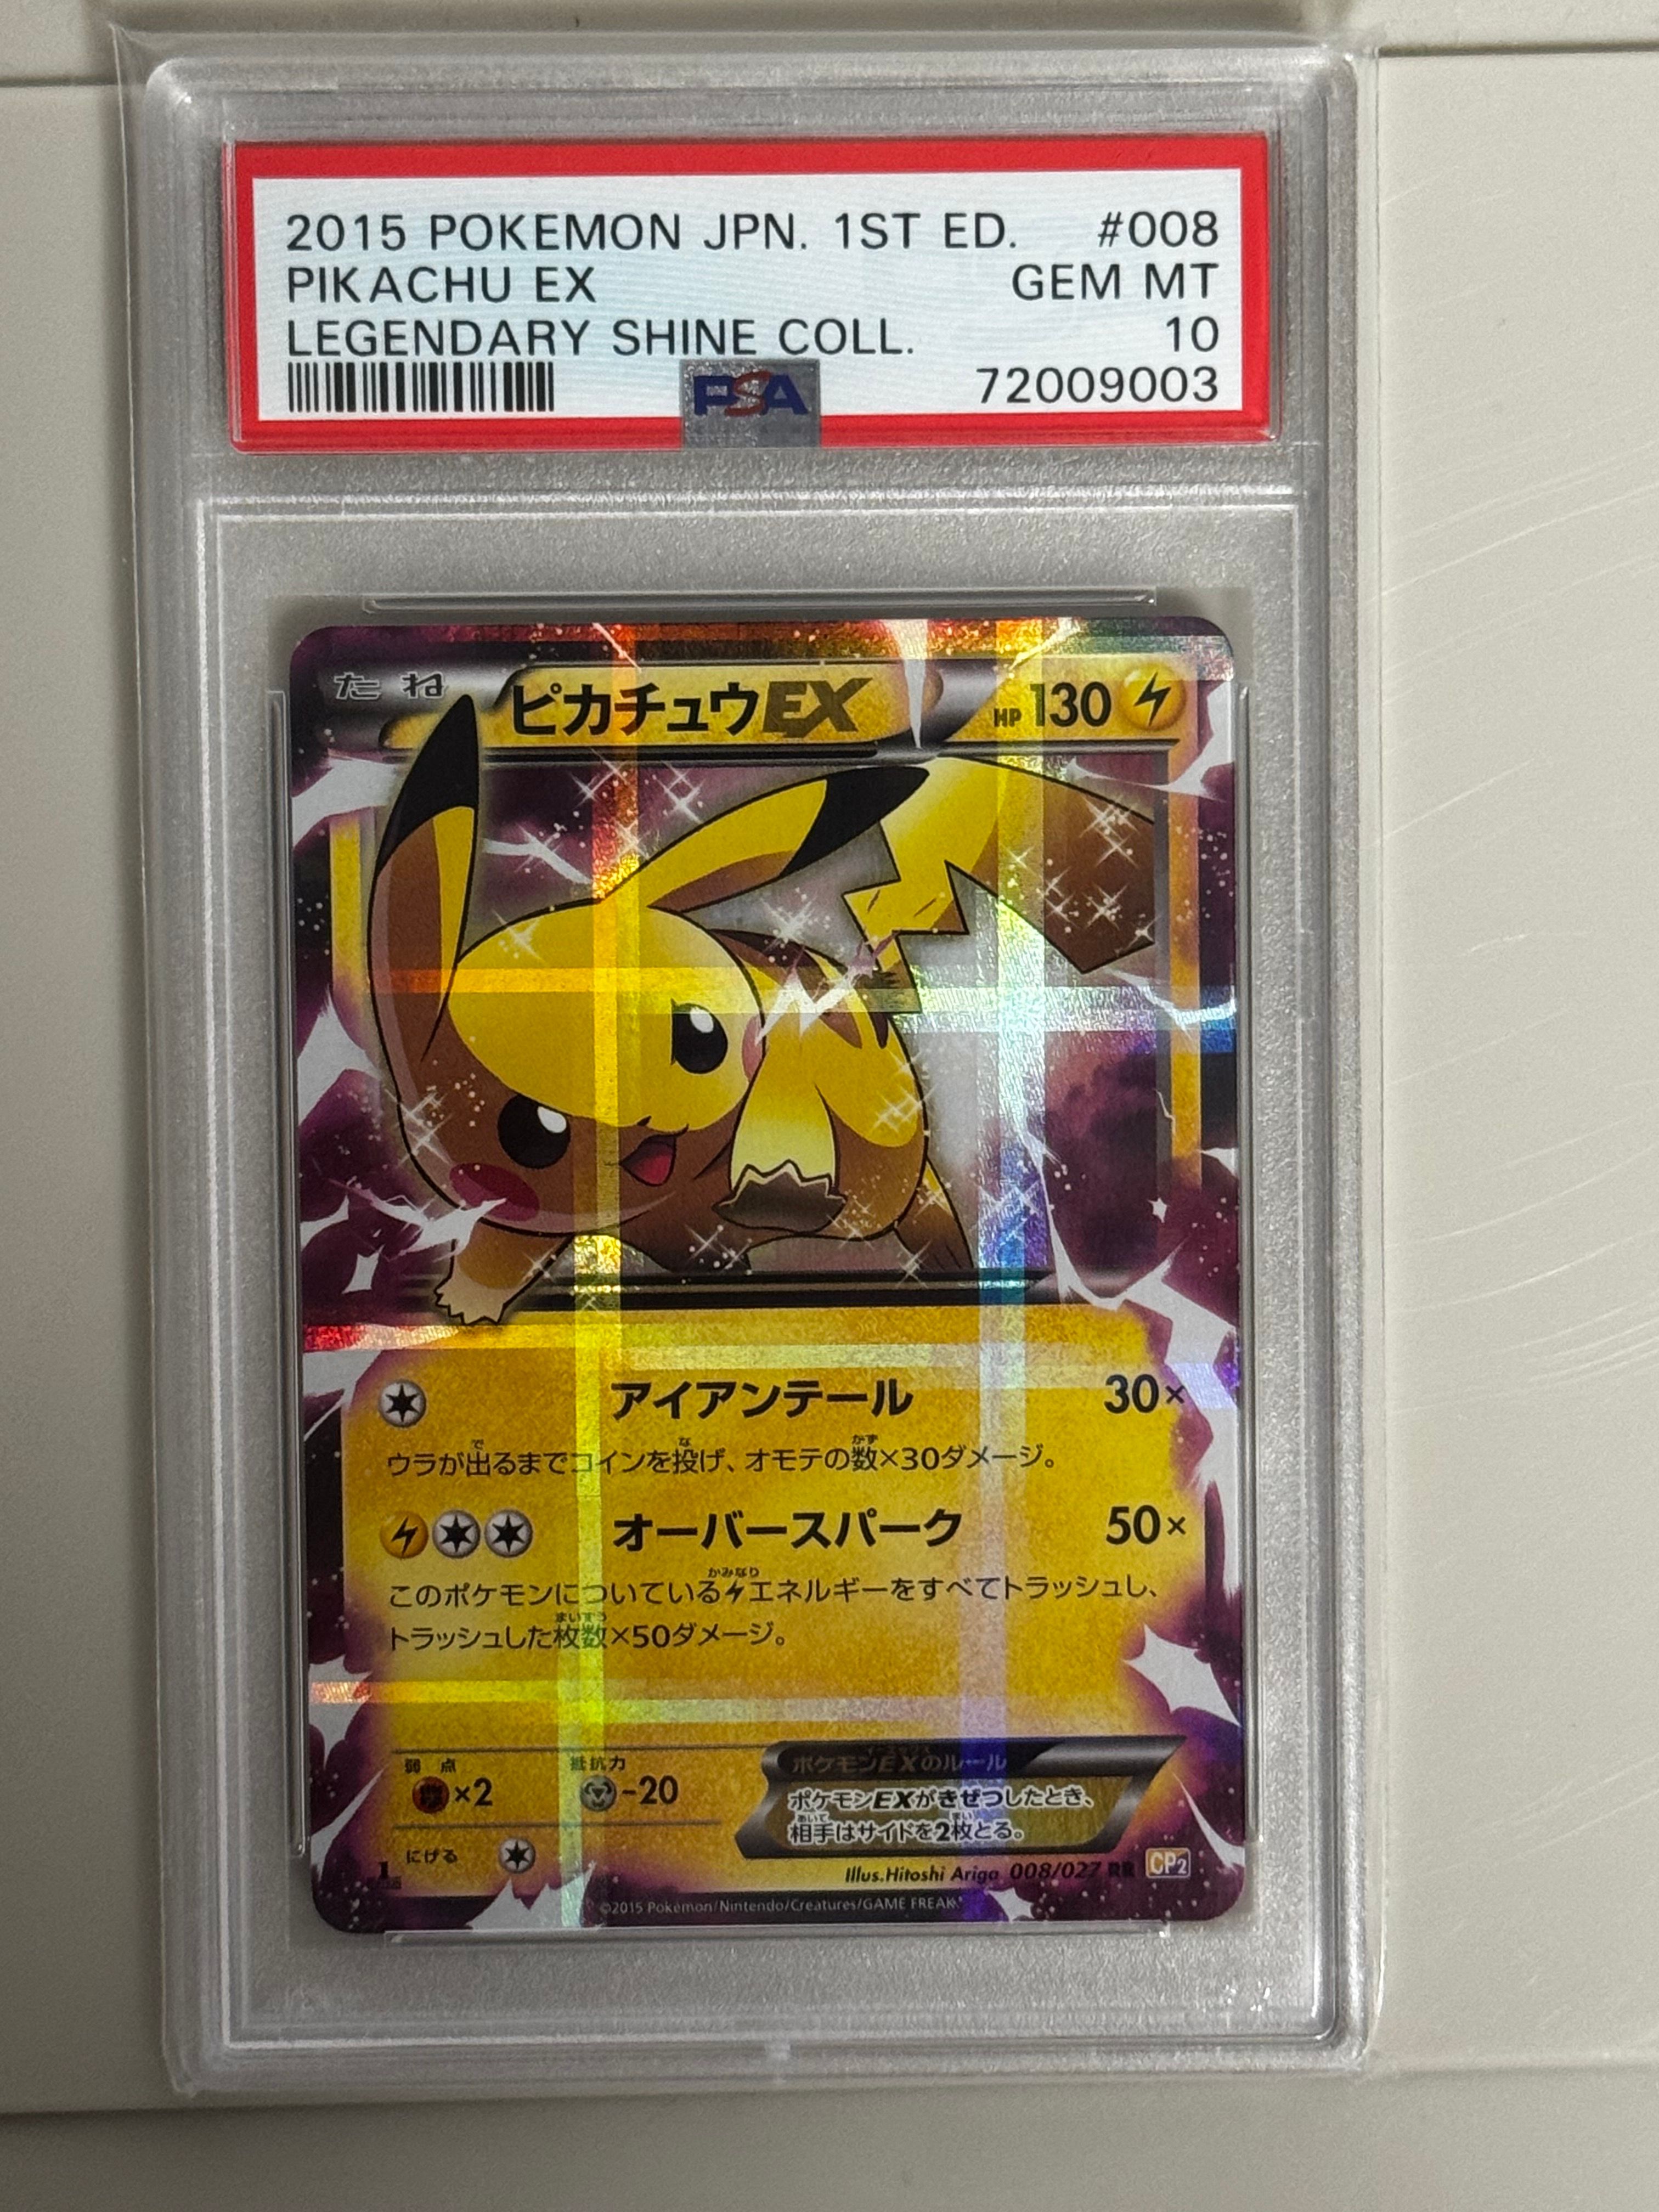 2015 POKEMON JPN. 1ST ED. #008
PIKACHU EX GEM MT
LEGENDARY SHINE COLL. 10
PSA 72009003
たね ピカチュウEX HP 130
アイアンテール 30×
ウラが出るまでコインを投げ、オモテの数×30ダメージ。
オーバースパーク 50×
このポケモンについているエネルギーをすべてトラッシュし、
トラッシュした枚数×50ダメージ。
弱点 ×2 抵抗力 -20
にげる
ポケモンEXのルール
ポケモンEXがきぜつしたとき、
相手はサイドを2枚とる。
Illus.Hitoshi Ariga 008/027 RR CP2
©2015 Pokémon/Nintendo/Creatures/GAME FREAK.